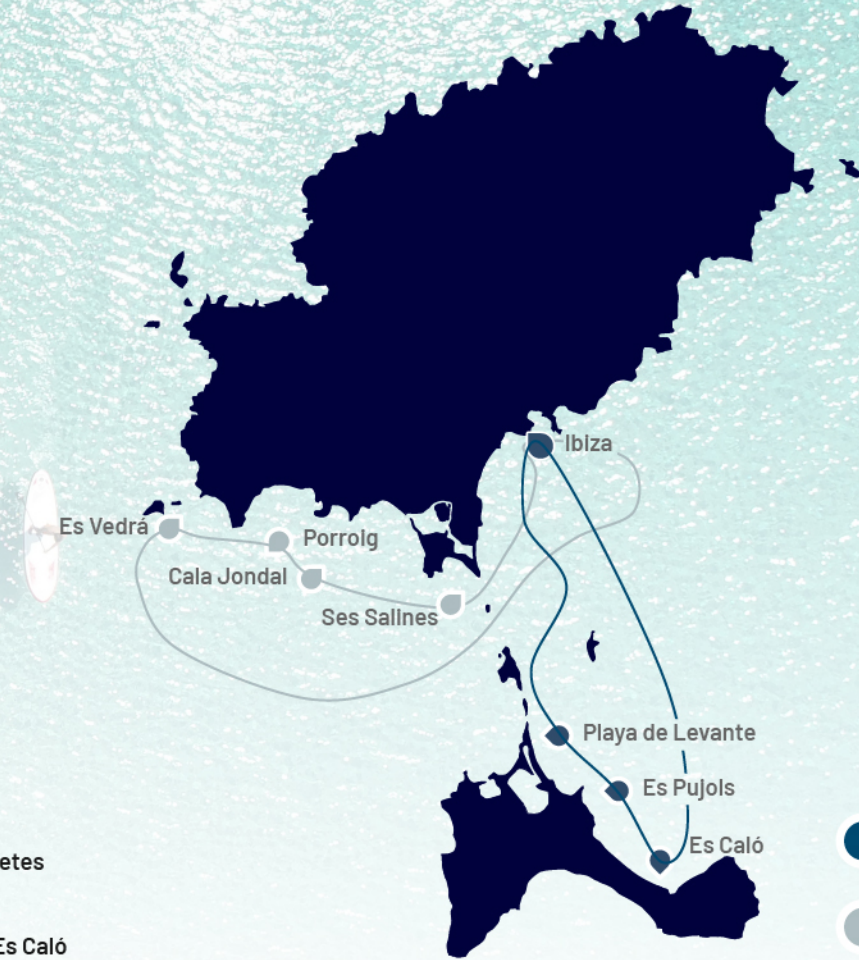 Ibiza
Es Vedrá
Porroig
Cala Jondal
Ses Salines
Playa de Levante
Es Pujols
Es Caló
etes
Es Caló